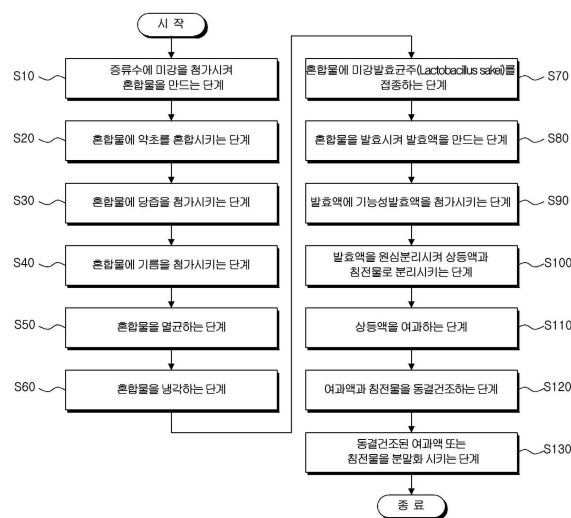 시 작
S10
증류수에 미강을 첨가시켜
혼합물을 만드는 단계
S20
혼합물에 약초를 혼합시키는 단계
S30
혼합물에 당즙을 첨가시키는 단계
S40
혼합물에 기름을 첨가시키는 단계
S50
혼합물을 멸균하는 단계
S60
혼합물을 냉각하는 단계
혼합물에 미강발효균주(Lactobacillus sakei)를
접종하는 단계
S70
혼합물을 발효시켜 발효액을 만드는 단계
S80
발효액에 기능성발효액을 첨가시키는 단계
S90
발효액을 원심분리시켜 상등액과
침전물로 분리시키는 단계
S100
상등액을 여과하는 단계
S110
여과액과 침전물을 동결건조하는 단계
S120
동결건조된 여과액 또는
침전물을 분말화 시키는 단계
S130
종 료